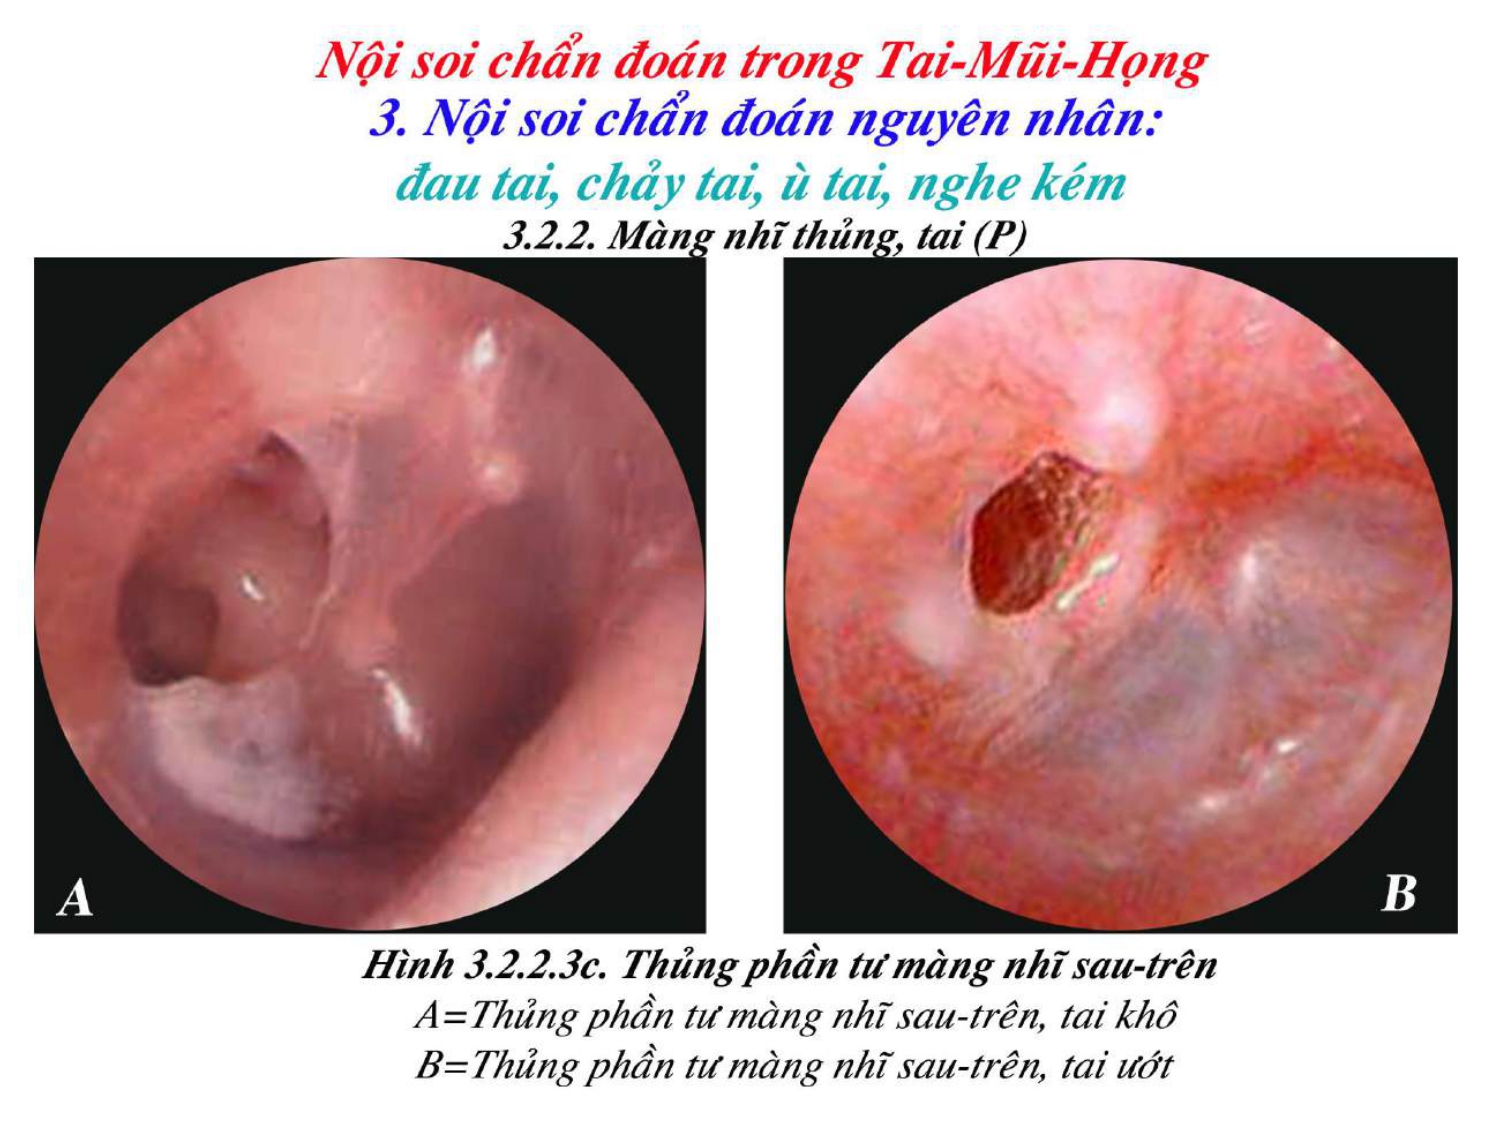 Nội soi chẩn đoán trong Tai-Mũi-Họng
3. Nội soi chẩn đoán nguyên nhân:
đau tai, chảy tai, ù tai, nghe kém
3.2.2. Màng nhĩ thủng, tai (P)
A
B
Hình 3.2.2.3c. Thủng phần tư màng nhĩ sau-trên
A=Thủng phần tư màng nhĩ sau-trên, tai khô
B=Thủng phần tư màng nhĩ sau-trên, tai ướt